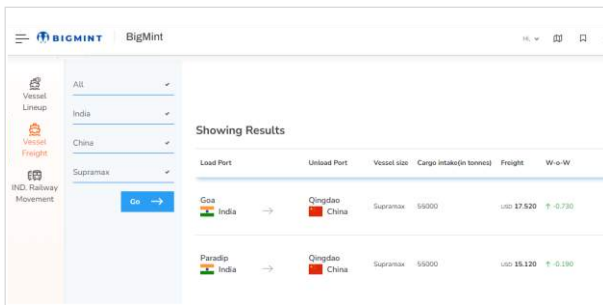 BIGMINT BigMint
Vessel
Lineup
Vessel
Freight
IND. Railway
Movement
All
India
China
Supramax
Go
Showing Results
Load Port Unload Port Vessel size Cargo intake(in tonnes) Freight W-o-W
Goa Qingdao
India China Supramax 55000 USD 17.520 -0.730
Paradip Qingdao
India China Supramax 55000 USD 15.120 -0.190